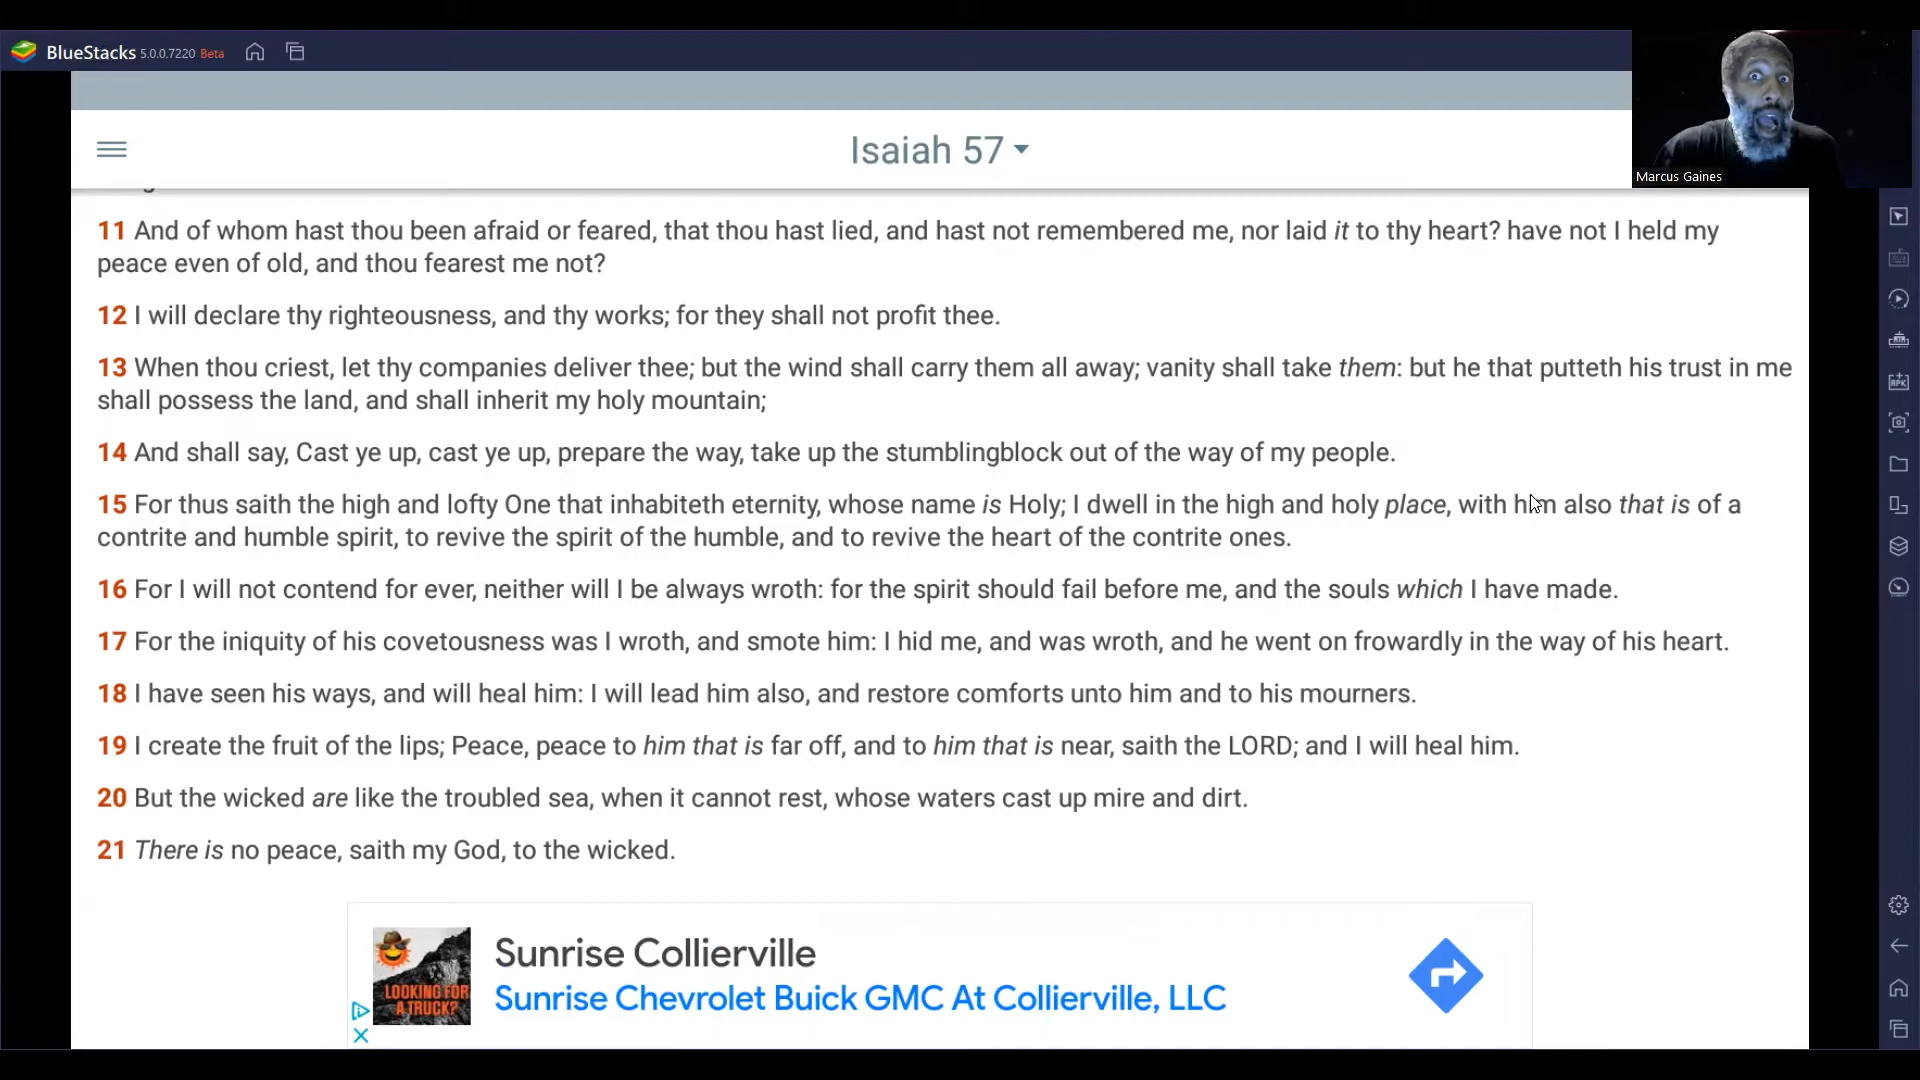 BlueStacks 5.0.0.7220 Beta
Isaiah 57
Marcus Gaines
11 And of whom hast thou been afraid or feared, that thou hast lied, and hast not remembered me, nor laid it to thy heart? have not I held my
peace even of old, and thou fearest me not?
12 I will declare thy righteousness, and thy works; for they shall not profit thee.
13 When thou criest, let thy companies deliver thee; but the wind shall carry them all away; vanity shall take them: but he that putteth his trust in me
shall possess the land, and shall inherit my holy mountain;
14 And shall say, Cast ye up, cast ye up, prepare the way, take up the stumblingblock out of the way of my people.
15 For thus saith the high and lofty One that inhabiteth eternity, whose name is Holy; I dwell in the high and holy place, with him also that is of a
contrite and humble spirit, to revive the spirit of the humble, and to revive the heart of the contrite ones.
16 For I will not contend for ever, neither will I be always wroth: for the spirit should fail before me, and the souls which I have made.
17 For the iniquity of his covetousness was I wroth, and smote him: I hid me, and was wroth, and he went on frowardly in the way of his heart.
18 I have seen his ways, and will heal him: I will lead him also, and restore comforts unto him and to his mourners.
19 I create the fruit of the lips; Peace, peace to him that is far off, and to him that is near, saith the LORD; and I will heal him.
20 But the wicked are like the troubled sea, when it cannot rest, whose waters cast up mire and dirt.
21 There is no peace, saith my God, to the wicked.
LOOKING FOR
A TRUCK?
Sunrise Collierville
Sunrise Chevrolet Buick GMC At Collierville, LLC